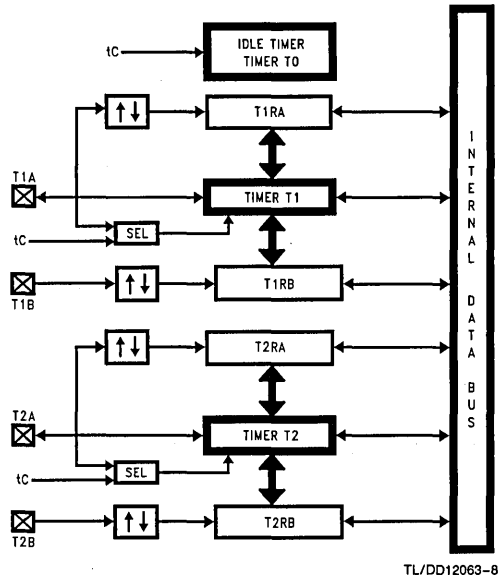 IDLE TIMER
TIMER T0
tC
T1RA
T1A
TIMER T1
SEL
tC
T1B
T1RB
T2RA
T2A
TIMER T2
SEL
tC
T2B
T2RB
INTERNAL DATA BUS
TL/DD12063-8